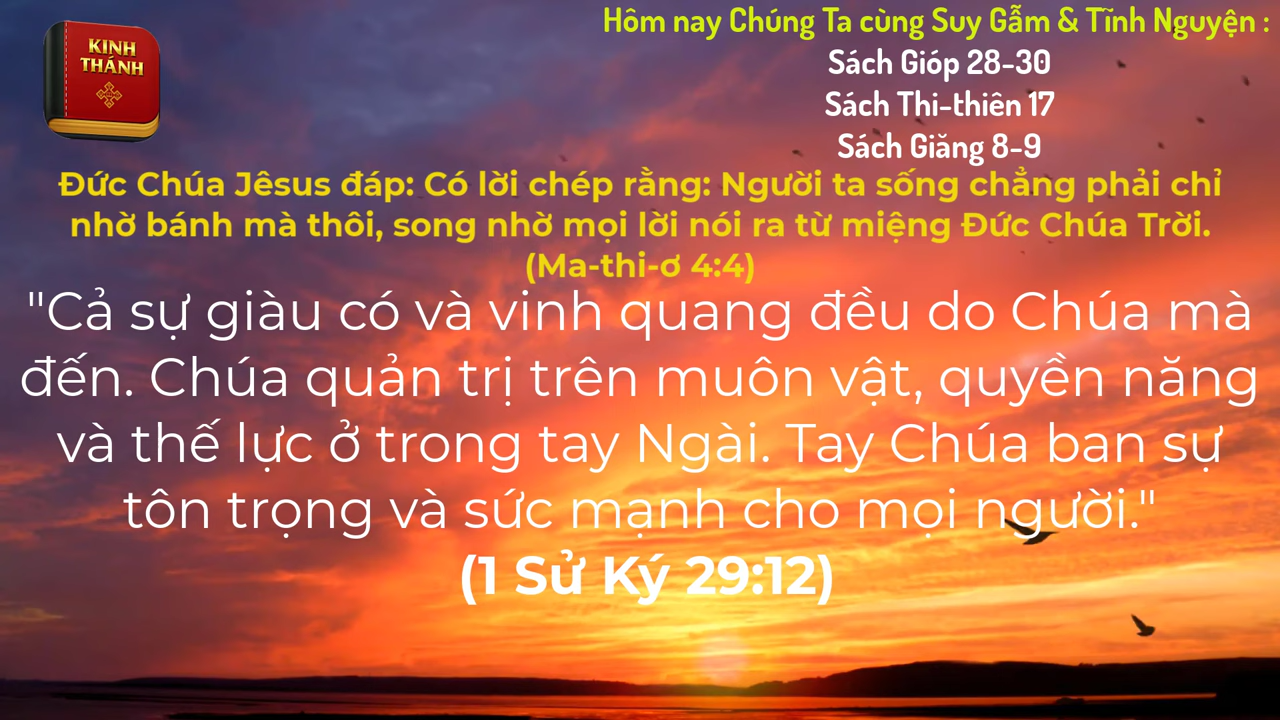 KINH
THÁNH
Hôm nay Chúng Ta cùng Suy Gẫm & Tĩnh Nguyện :
Sách Gióp 28-30
Sách Thi-thiên 17
Sách Giăng 8-9
Đức Chúa Jêsus đáp: Có lời chép rằng: Người ta sống chẳng phải chỉ
nhờ bánh mà thôi, song nhờ mọi lời nói ra từ miệng Đức Chúa Trời.
(Ma-thi-ơ 4:4)
"Cả sự giàu có và vinh quang đều do Chúa mà
đến. Chúa quản trị trên muôn vật, quyền năng
và thế lực ở trong tay Ngài. Tay Chúa ban sự
tôn trọng và sức mạnh cho mọi người."
(1 Sử Ký 29:12)